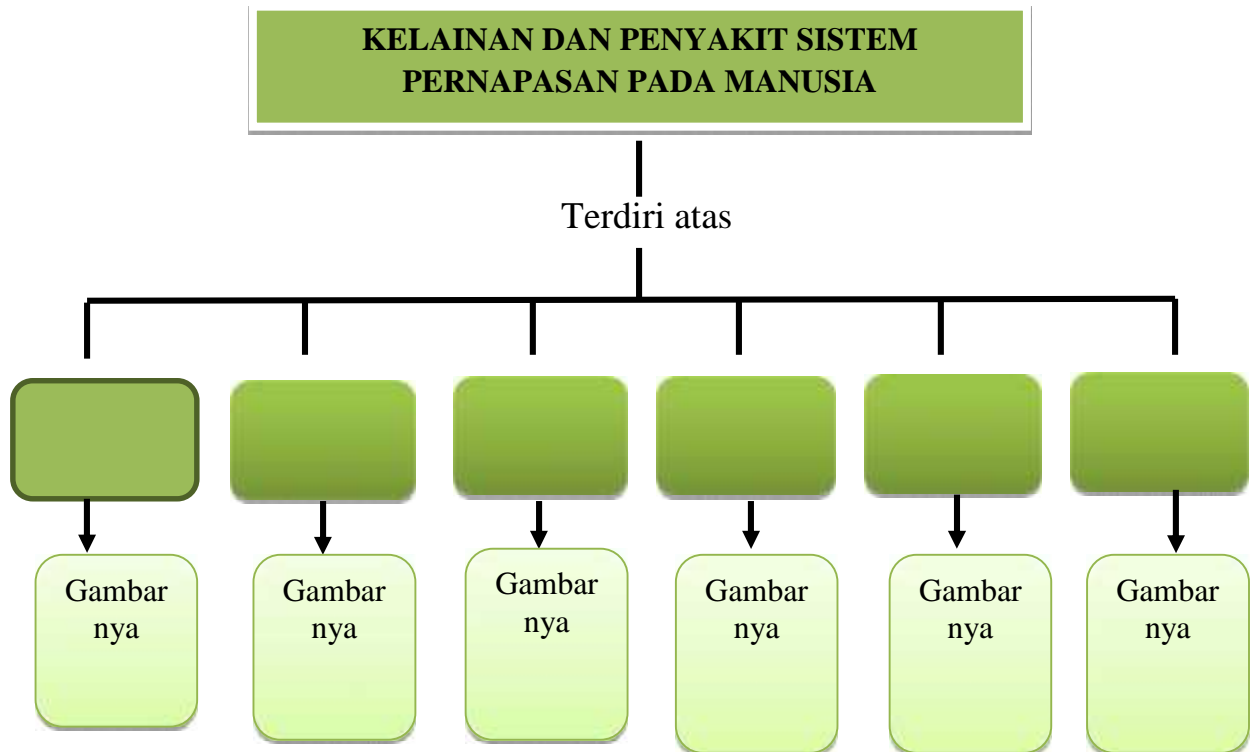 KELAINAN DAN PENYAKIT SISTEM
PERNAPASAN PADA MANUSIA
Terdiri atas
Gambar
nya
Gambar
nya
Gambar
nya
Gambar
nya
Gambar
nya
Gambar
nya